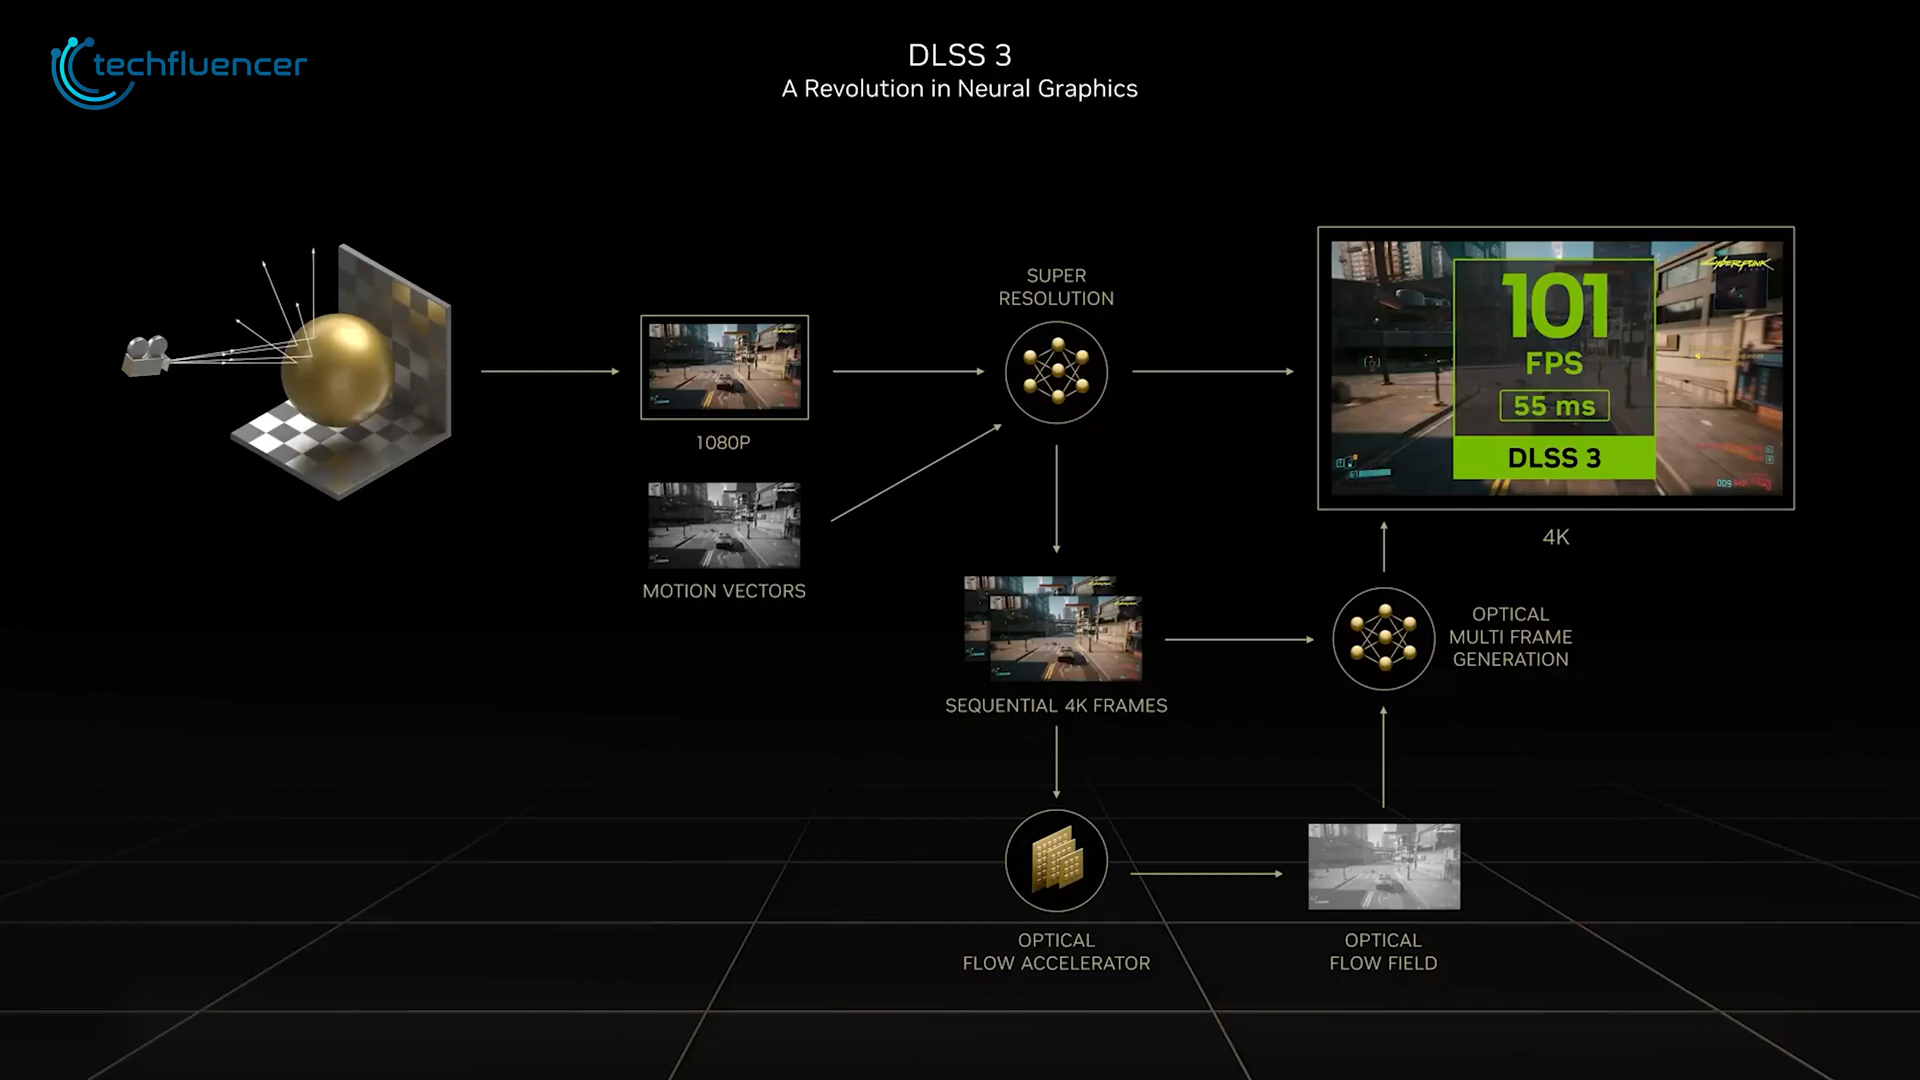 techfluencer
DLSS 3
A Revolution in Neural Graphics
SUPER
RESOLUTION
1080P
MOTION VECTORS
CYBERPUNK
101
FPS
55 ms
DLSS 3
4K
SEQUENTIAL 4K FRAMES
OPTICAL
MULTI FRAME
GENERATION
OPTICAL
FLOW ACCELERATOR
OPTICAL
FLOW FIELD